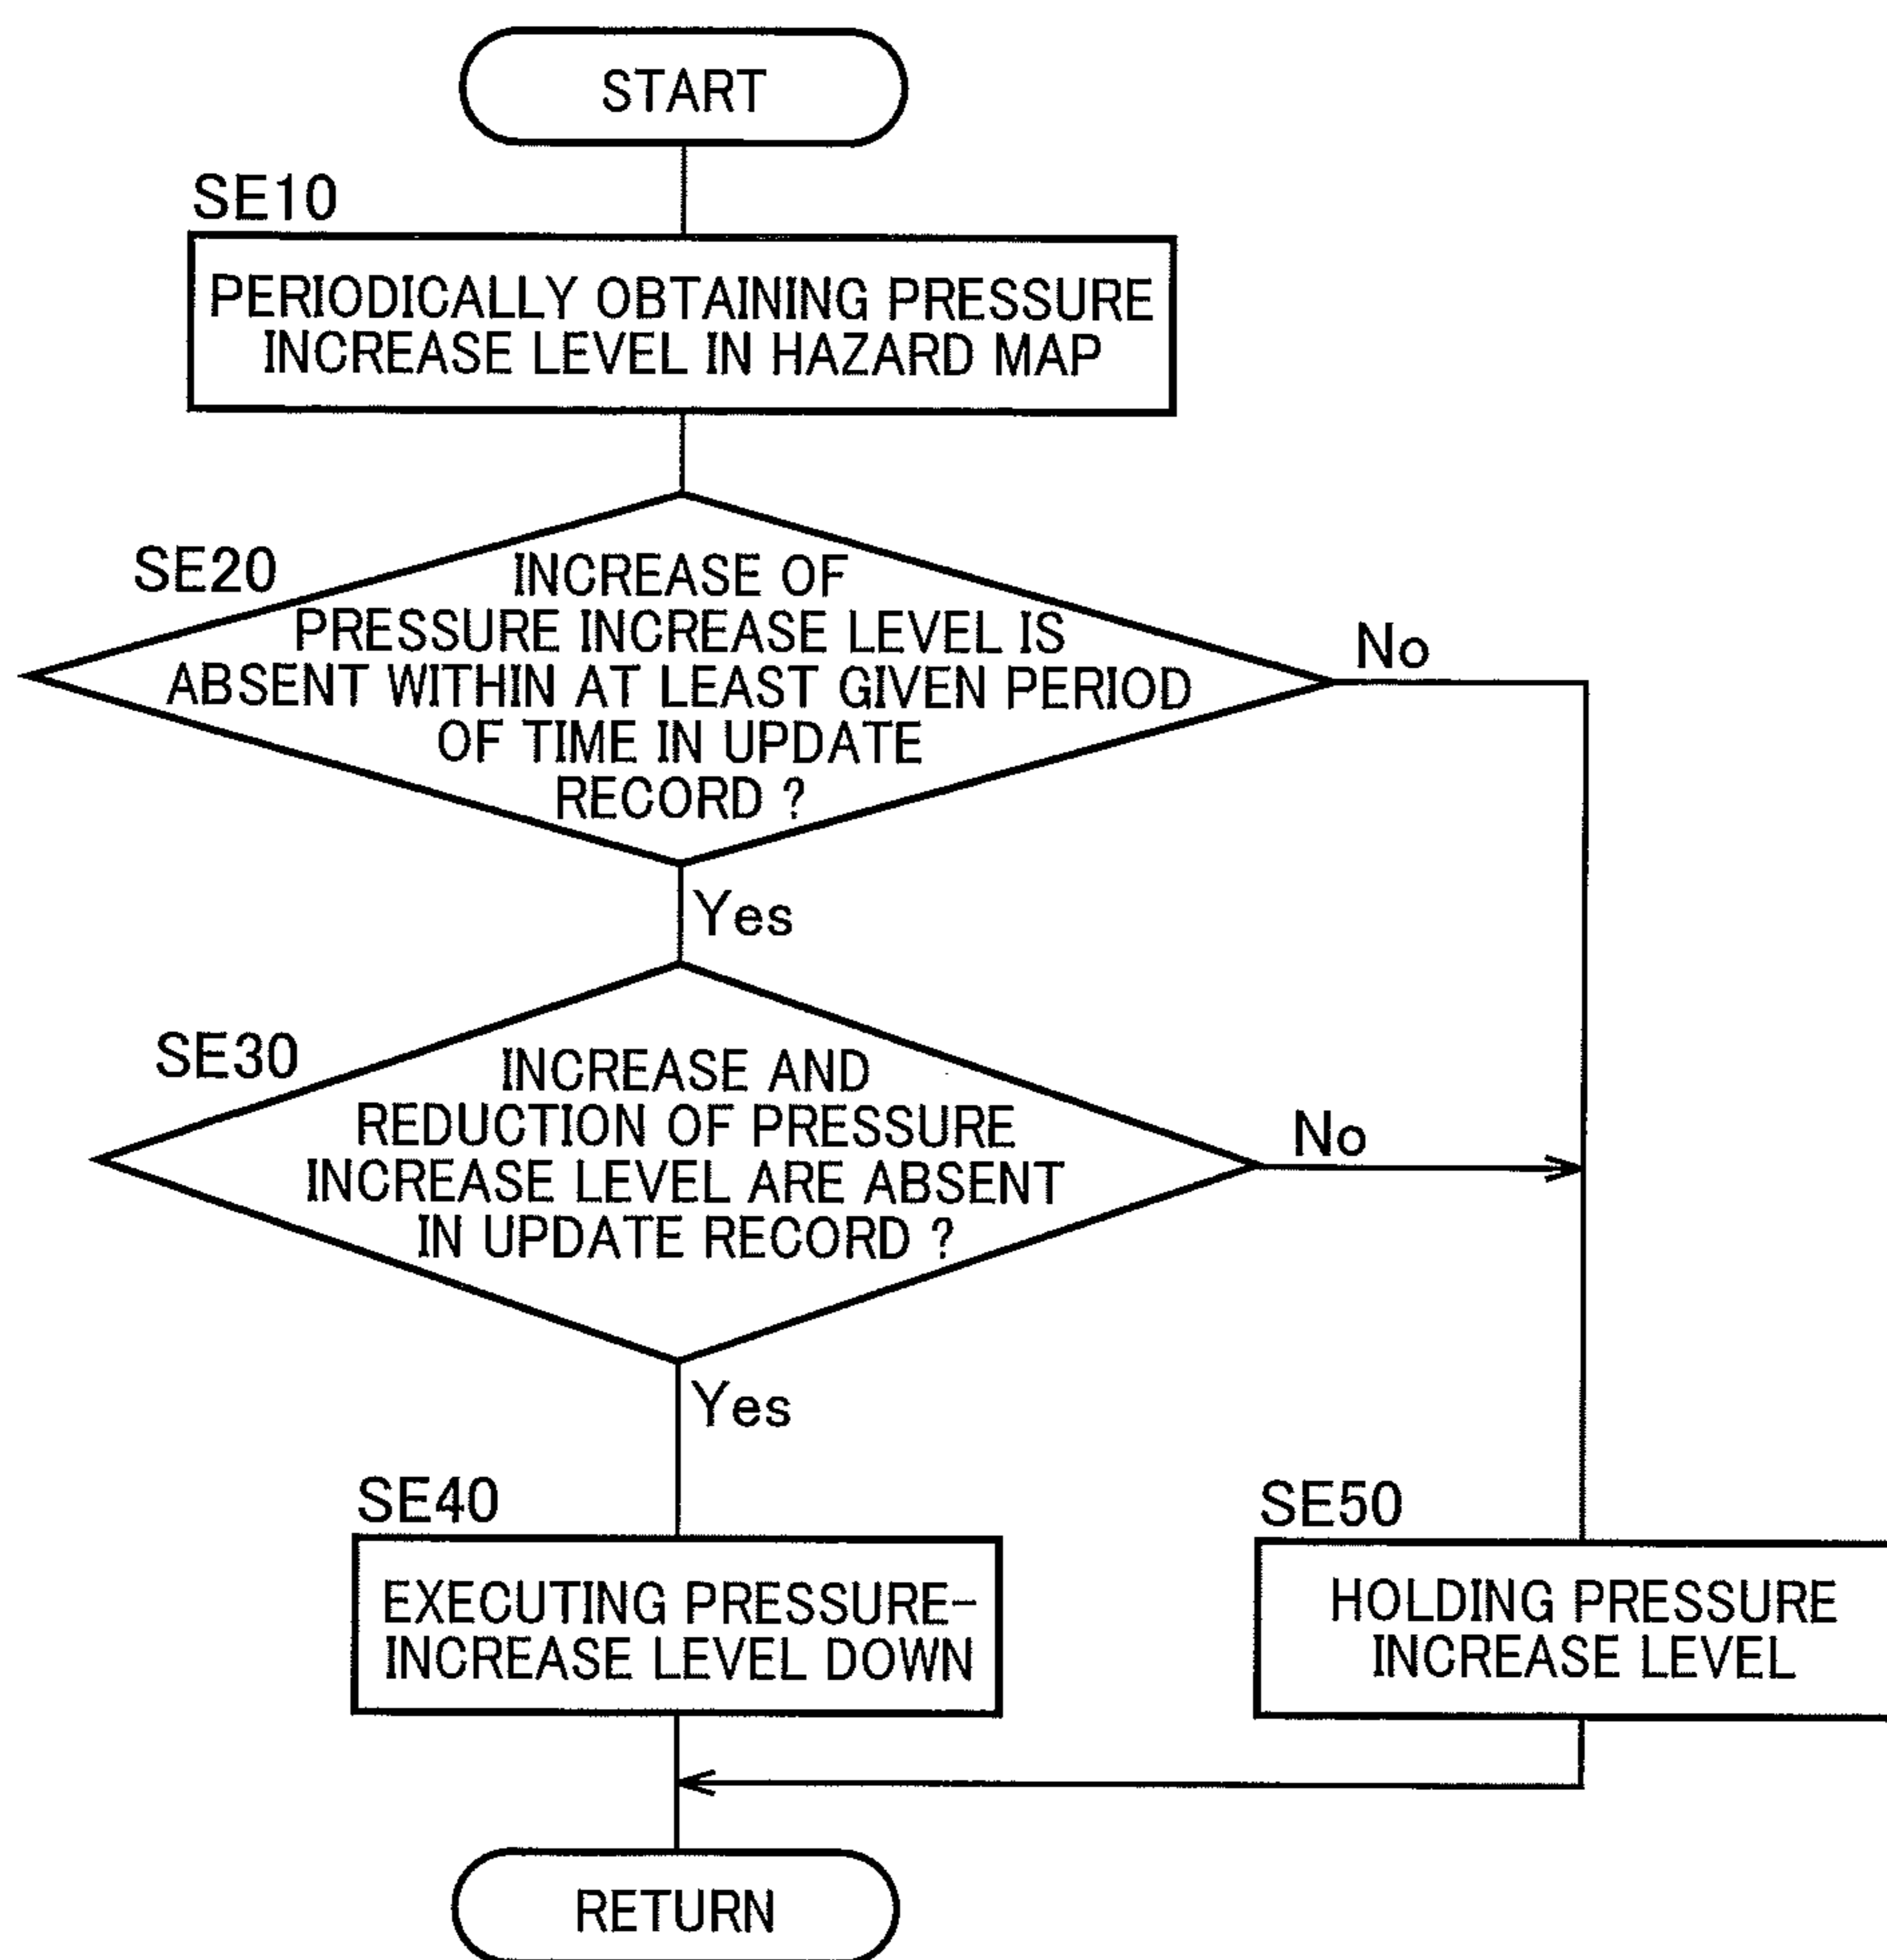 START
SE10
PERIODICALLY OBTAINING PRESSURE
INCREASE LEVEL IN HAZARD MAP
SE20
INCREASE OF
PRESSURE INCREASE LEVEL IS
ABSENT WITHIN AT LEAST GIVEN PERIOD
OF TIME IN UPDATE
RECORD ?
No
Yes
SE30
INCREASE AND
REDUCTION OF PRESSURE
INCREASE LEVEL ARE ABSENT
IN UPDATE RECORD ?
No
Yes
SE40
EXECUTING PRESSURE-
INCREASE LEVEL DOWN
SE50
HOLDING PRESSURE
INCREASE LEVEL
RETURN